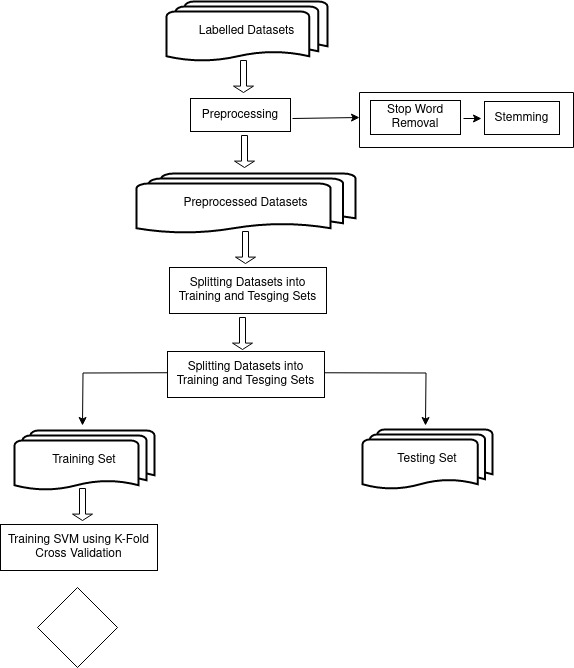 Labelled Datasets
Preprocessing
Stop Word
Removal
Stemming
Preprocessed Datasets
Splitting Datasets into
Training and Tesging Sets
Splitting Datasets into
Training and Tesging Sets
Training Set
Testing Set
Training SVM using K-Fold
Cross Validation